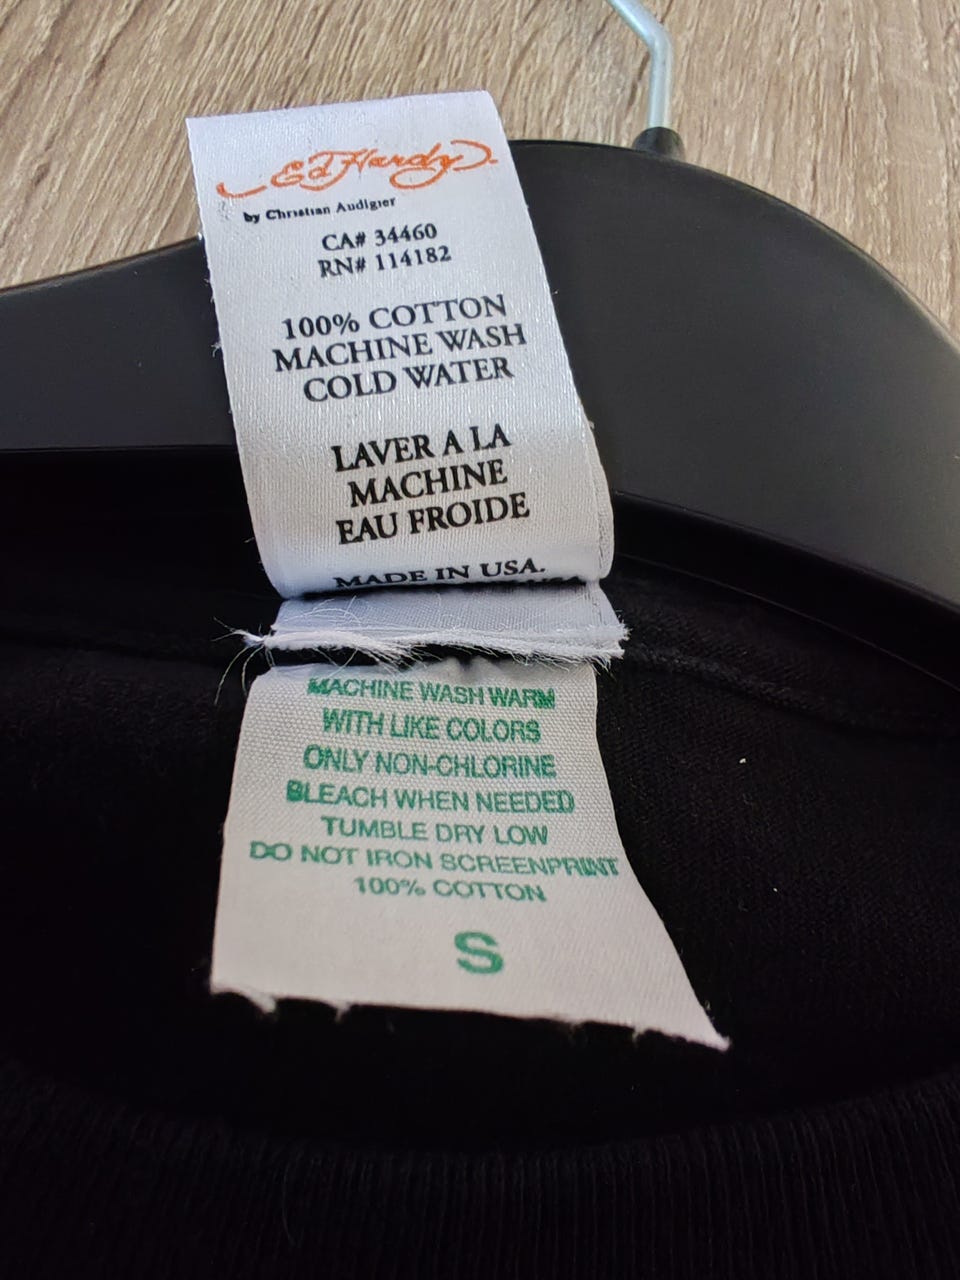 Ed Hardy
by Christian Audigier
CA# 34460
RN# 114182
100% COTTON
MACHINE WASH
COLD WATER
LAVER A LA
MACHINE
EAU FROIDE
MADE IN USA.
MACHINE WASH WARM
WITH LIKE COLORS
ONLY NON-CHLORINE
BLEACH WHEN NEEDED
TUMBLE DRY LOW
DO NOT IRON SCREENPRINT
100% COTTON
S